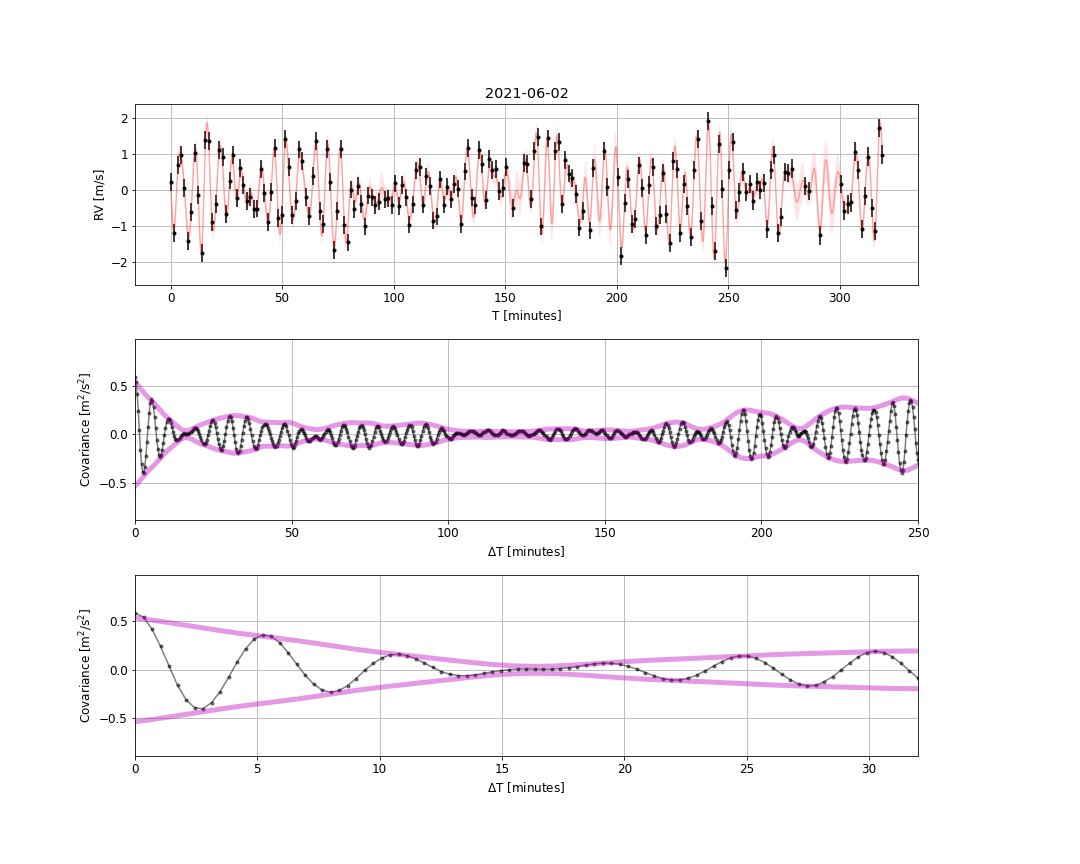 2021-06-02
2
1
0
−1
−2
RV [m/s]
0 50 100 150 200 250 300
T [minutes]
0.5
0.0
−0.5
Covariance [m²/s²]
0 50 100 150 200 250
ΔT [minutes]
0.5
0.0
−0.5
Covariance [m²/s²]
0 5 10 15 20 25 30
ΔT [minutes]